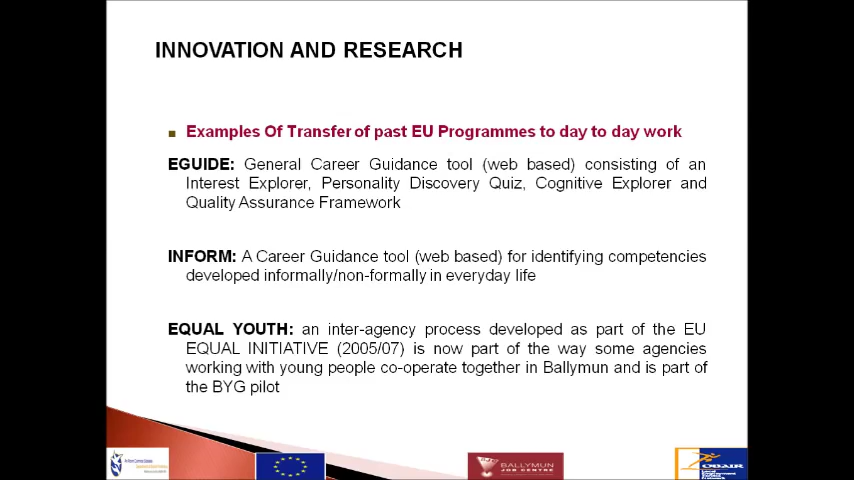 INNOVATION AND RESEARCH
Examples Of Transfer of past EU Programmes to day to day work
EGUIDE: General Career Guidance tool (web based) consisting of an
Interest Explorer, Personality Discovery Quiz, Cognitive Explorer and
Quality Assurance Framework
INFORM: A Career Guidance tool (web based) for identifying competencies
developed informally/non-formally in everyday life
EQUAL YOUTH: an inter-agency process developed as part of the EU
EQUAL INITIATIVE (2005/07) is now part of the way some agencies
working with young people co-operate together in Ballymun and is part of
the BYG pilot
BALLYMUN
JOB CENTRE
OBAIR